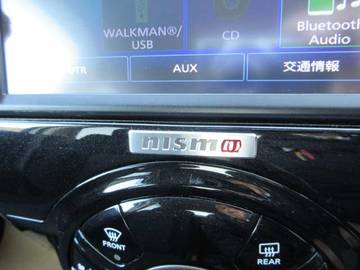 WALKMAN®/
USB
CD
Bluetooth
Audio
AUX
交通情報
nismo
FRONT
REAR